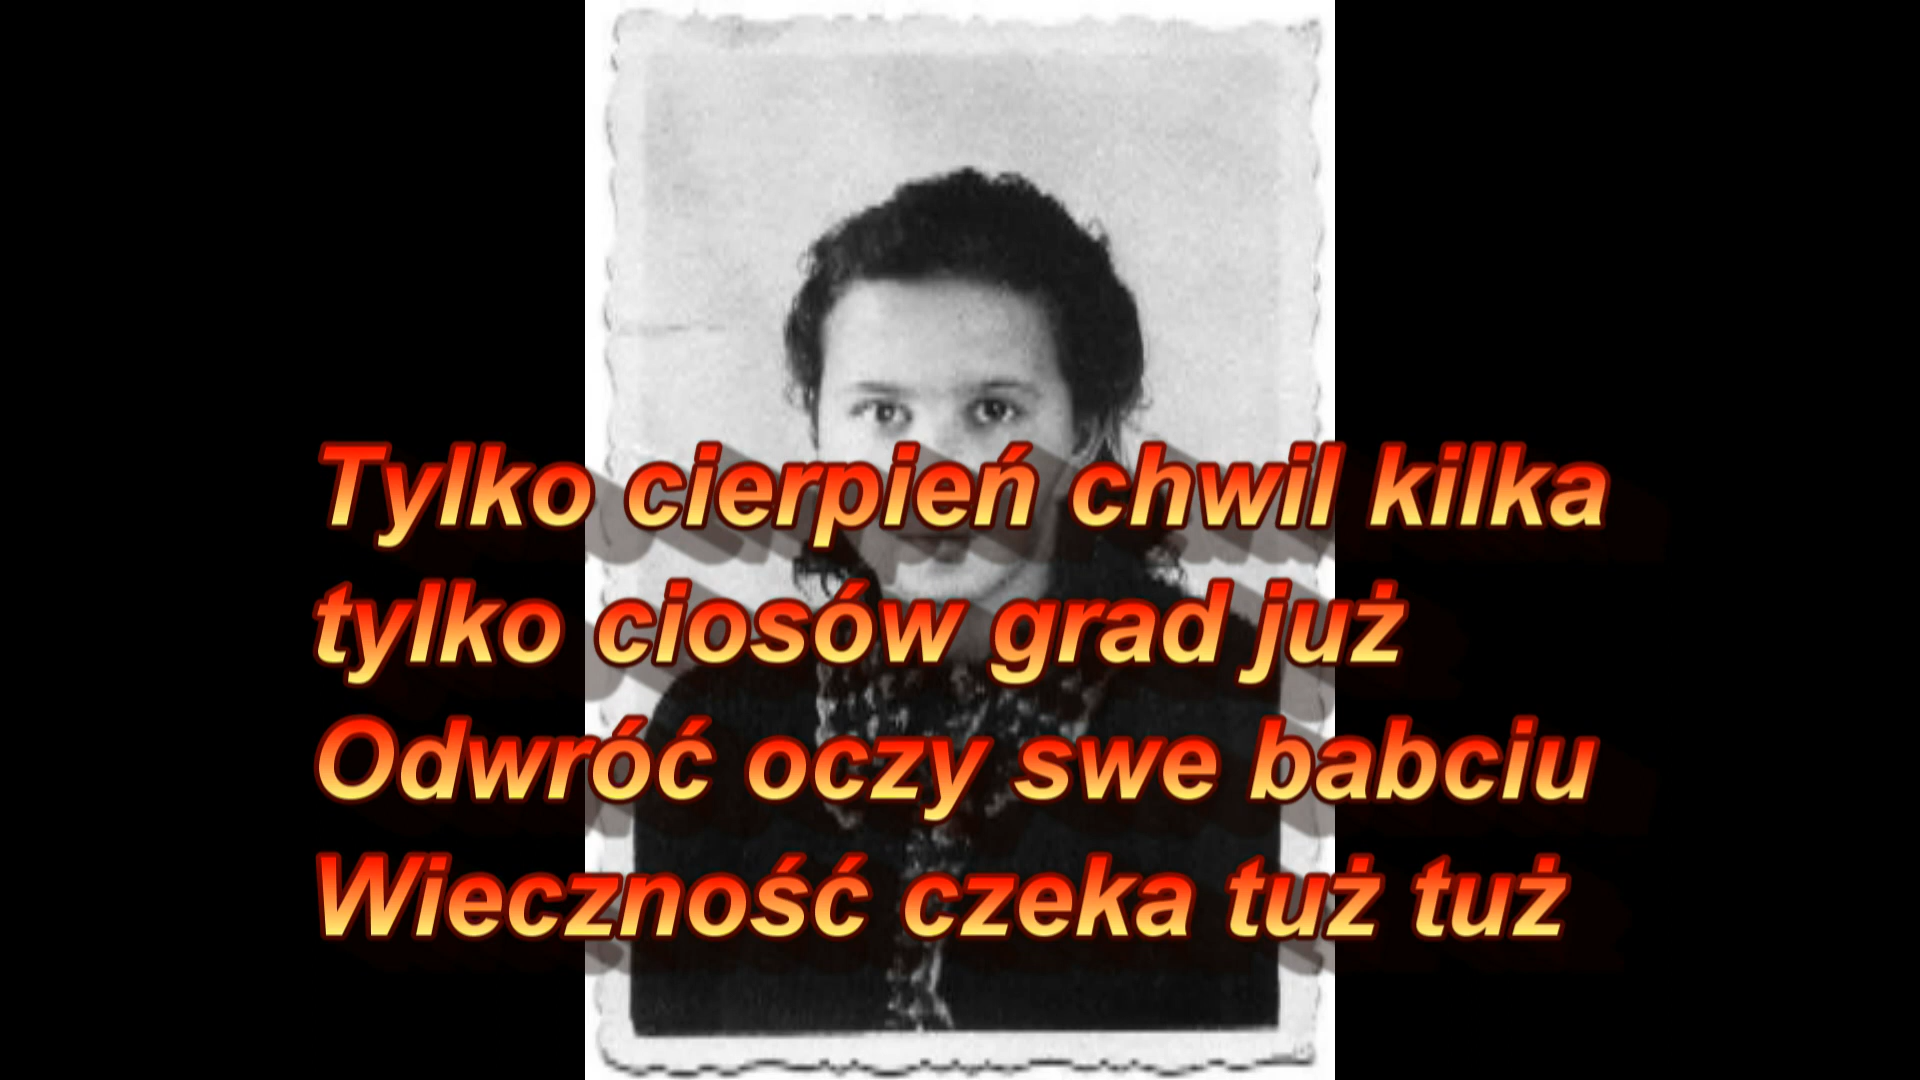 Tylko cierpień chwil kilka
tylko ciosów grad już
Odwróć oczy swe babciu
Wieczność czeka tuż tuż